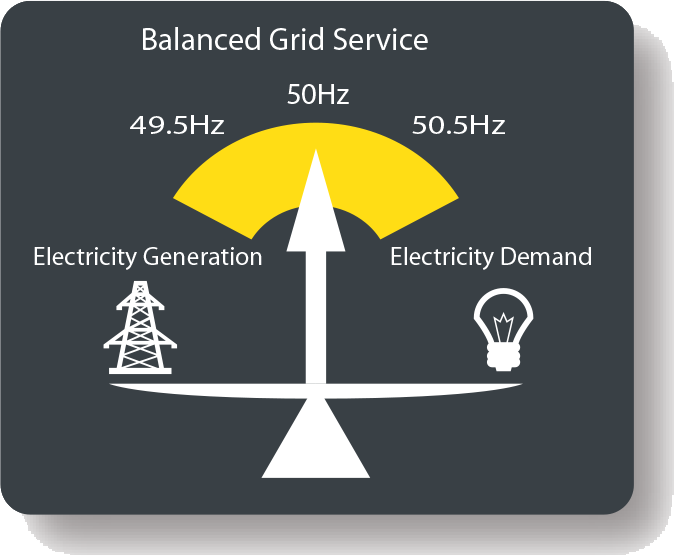 Balanced Grid Service
50Hz
49.5Hz
50.5Hz
Electricity Generation
Electricity Demand